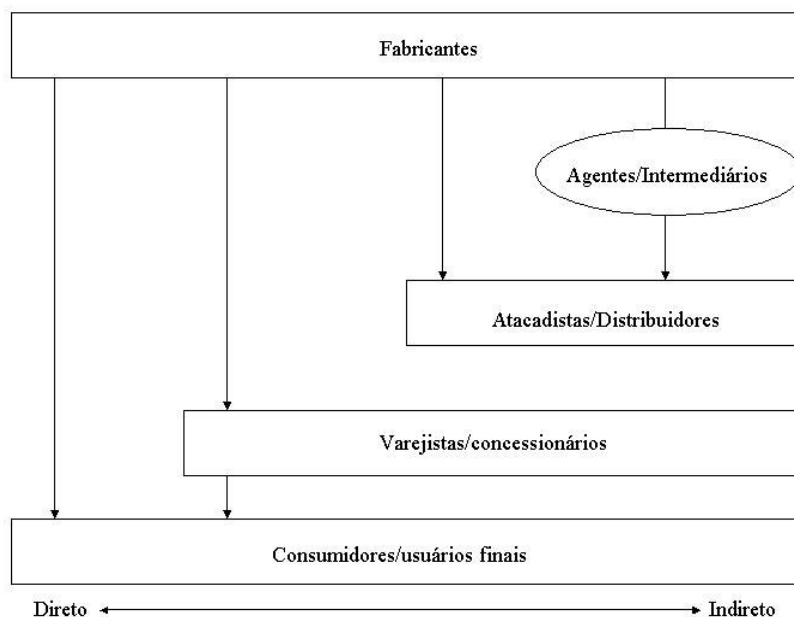 Fabricantes
Agentes/Intermediários
Atacadistas/Distribuidores
Varejistas/concessionários
Consumidores/usuários finais
Direto
Indireto